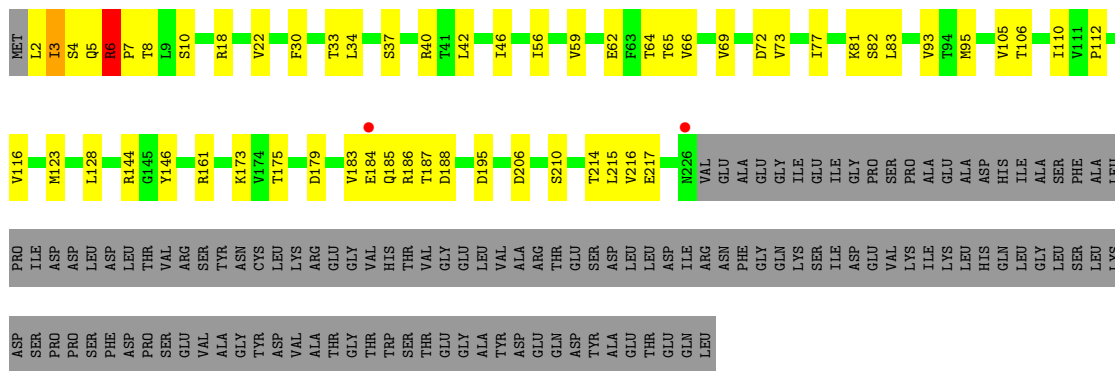 MET L2 I3 S4 Q5 R6 P7 T8 L9 S10 R18 V22 F30 T33 L34 S37 R40 T41 L42 I46 I56 V59 E62 F63 T64 T65 V66 V69 D72 V73 I77 K81 S82 L83 V93 T94 M95 V105 T106 I110 V111 P112
V116 M123 L128 R144 G145 Y146 R161 K173 V174 T175 D179 V183 E184 Q185 R186 T187 D188 D195 D206 S210 T214 L215 V216 E217 N226 VAL GLU PHE ALA GLU GLY ILE GLU ILE GLY PRO SER PRO ALA GLU ALA ASP HIS ILE ALA SER PHE ALA LEU
PRO ILE ASP ASP LEU ASP LEU THR VAL ARG SER TYR ASN CYS LEU LYS ARG GLU GLY VAL HIS THR VAL GLY GLU LEU VAL ALA ARG THR GLU SER ASP LEU LEU ASP ILE ARG ASN PHE GLY GLN LYS SER ILE ASP GLU VAL LYS ILE LYS LEU HIS GLN LEU GLY LEU SER LEU LYS
ASP SER PRO PRO SER PHE ASP PRO SER GLU VAL ALA GLY TYR ASP VAL ALA THR GLY THR TRP SER THR GLU GLY ALA TYR ASP GLU GLN ASP TYR ALA GLU THR GLU GLN LEU